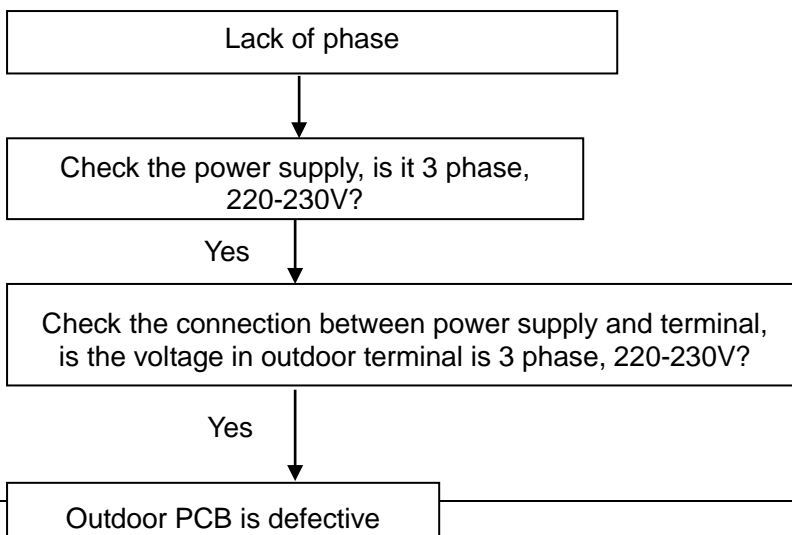 Lack of phase
Check the power supply, is it 3 phase,
220-230V?
Yes
Check the connection between power supply and terminal,
is the voltage in outdoor terminal is 3 phase, 220-230V?
Yes
Outdoor PCB is defective